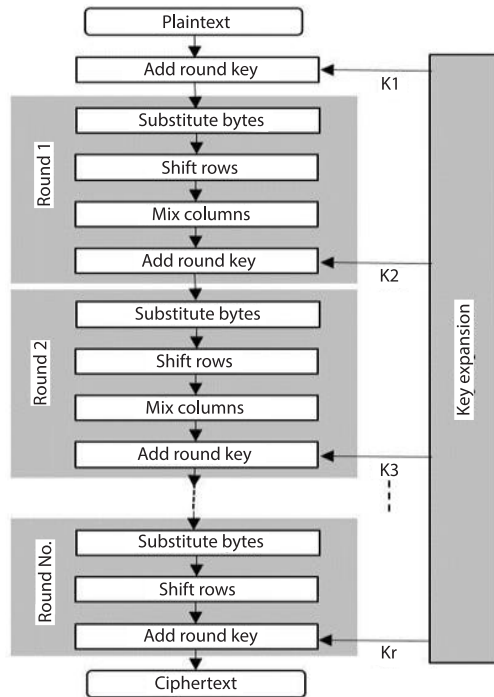 Plaintext
Add round key
K1
Round 1
Substitute bytes
Shift rows
Mix columns
Add round key
K2
Round 2
Substitute bytes
Shift rows
Mix columns
Add round key
K3
Key expansion
Round No.
Substitute bytes
Shift rows
Add round key
Kr
Ciphertext